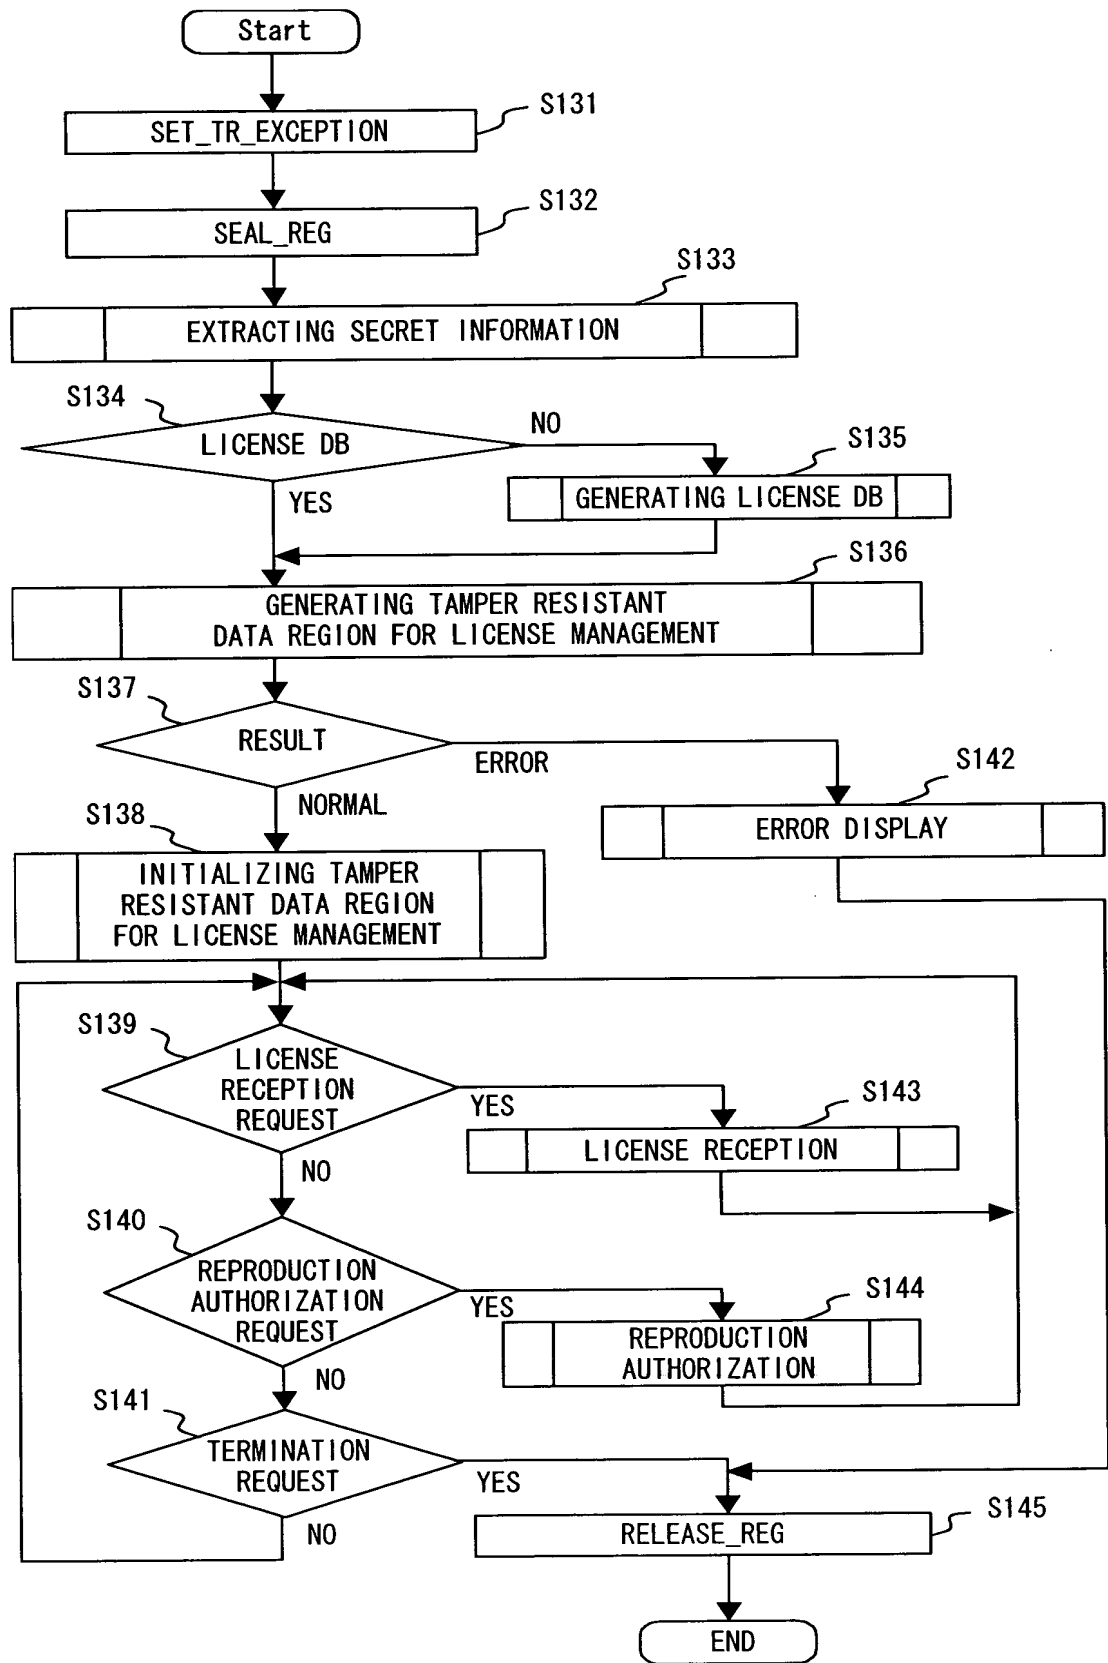 Start
S131
SET_TR_EXCEPTION
S132
SEAL_REG
S133
EXTRACTING SECRET INFORMATION
S134
LICENSE DB
NO
YES
S135
GENERATING LICENSE DB
S136
GENERATING TAMPER RESISTANT
DATA REGION FOR LICENSE MANAGEMENT
S137
RESULT
ERROR
NORMAL
S142
ERROR DISPLAY
S138
INITIALIZING TAMPER
RESISTANT DATA REGION
FOR LICENSE MANAGEMENT
S139
LICENSE
RECEPTION
REQUEST
YES
NO
S143
LICENSE RECEPTION
S140
REPRODUCTION
AUTHORIZATION
REQUEST
YES
NO
S144
REPRODUCTION
AUTHORIZATION
S141
TERMINATION
REQUEST
YES
NO
S145
RELEASE_REG
END